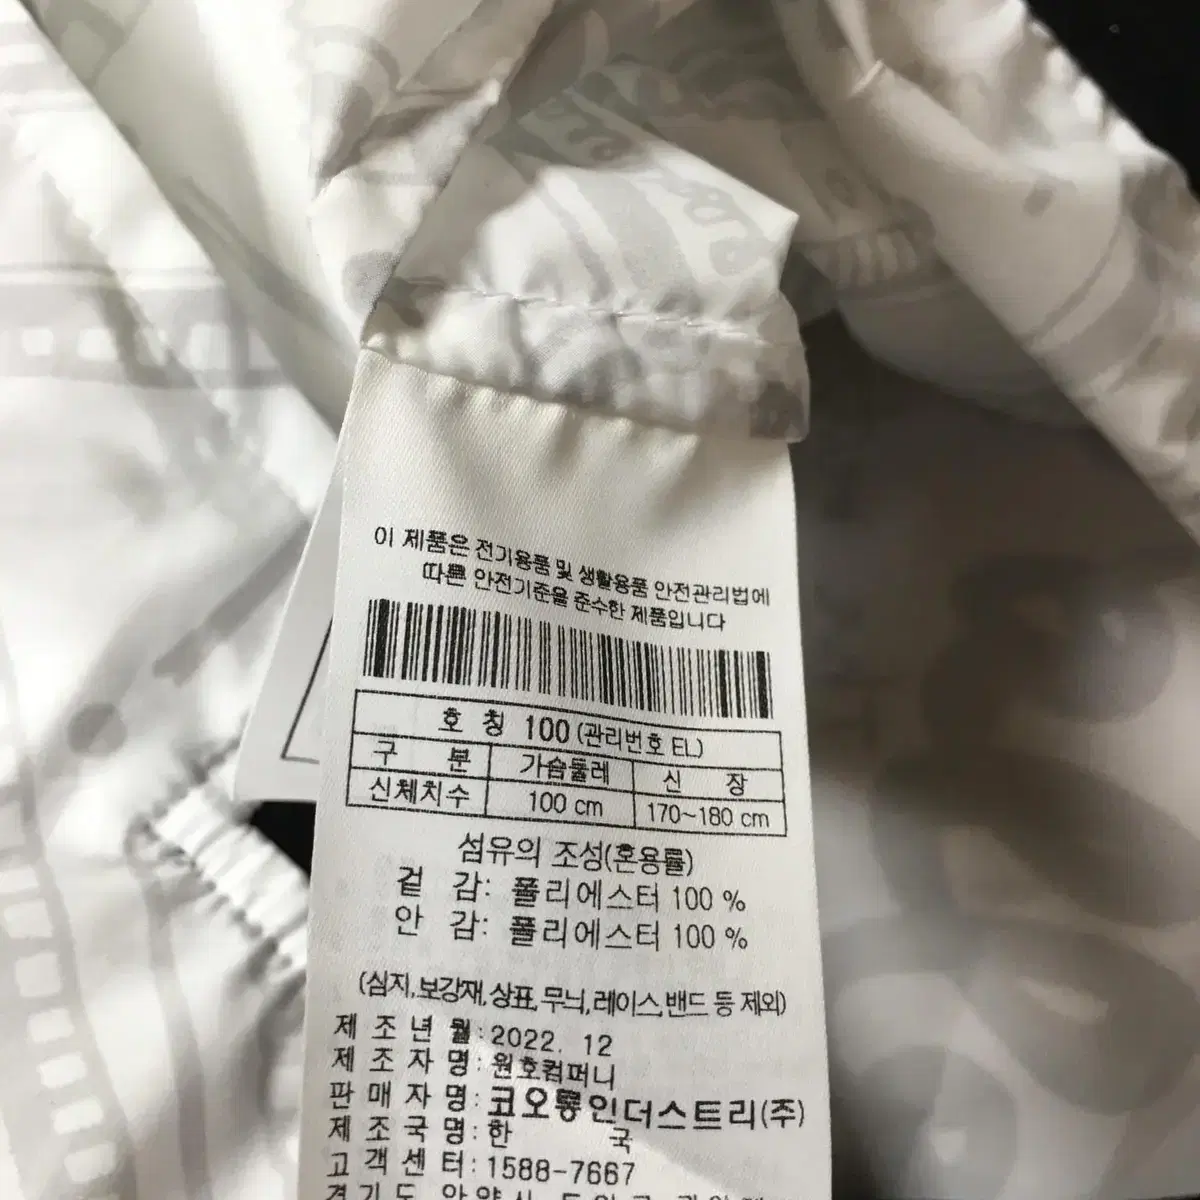 이 제품은 전기용품 및 생활용품 안전관리법에
따른 안전기준을 준수한 제품입니다
호 칭 100 (관리번호 EL)
구 분 가슴둘레 신 장
신체치수 100 cm 170~180 cm
섬유의 조성(혼용률)
겉 감: 폴리에스터 100 %
안 감: 폴리에스터 100 %
(심지,보강재,상표,무늬,레이스,밴드 등 제외)
제 조 년 월 : 2022. 12
제 조 자 명 : 원호컴퍼니
판 매 자 명 : 코오롱인더스트리(주)
제 조 국 명 : 한 국
고 객 센 터 : 1588-7667
경 기 도 안 양 시